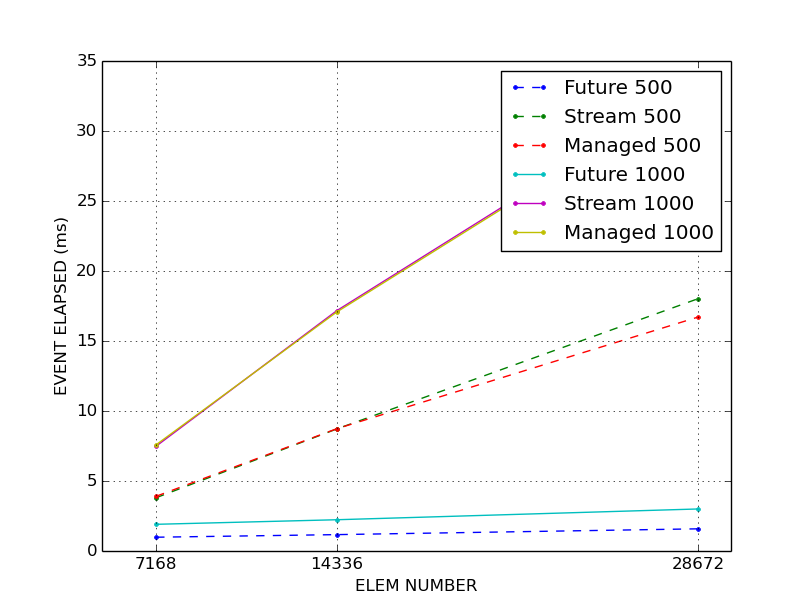 35
30
25
20
15
10
5
0
EVENT ELAPSED (ms)
Future 500
Stream 500
Managed 500
Future 1000
Stream 1000
Managed 1000
7168 14336 28672
ELEM NUMBER